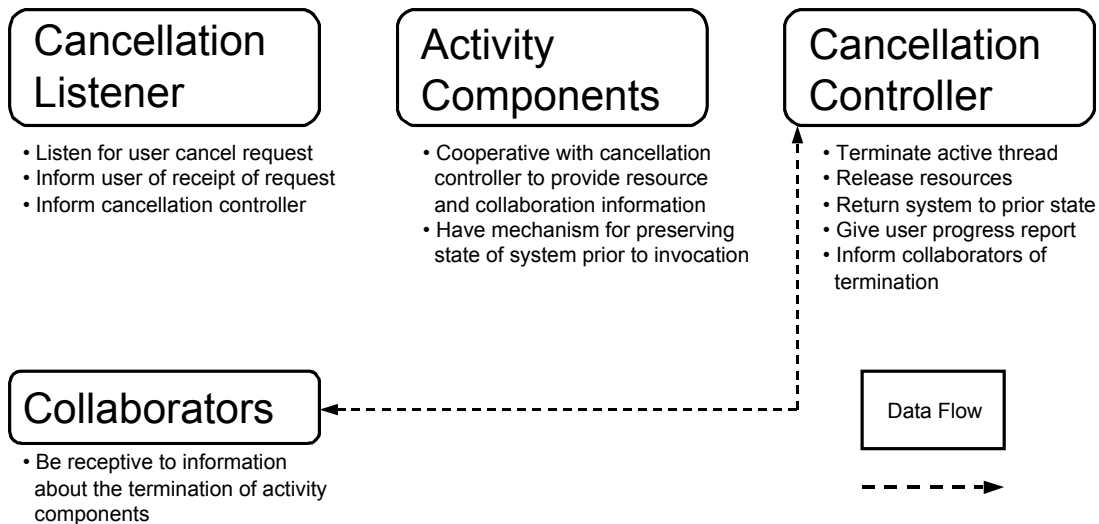 Cancellation
Listener
• Listen for user cancel request
• Inform user of receipt of request
• Inform cancellation controller
Activity
Components
• Cooperative with cancellation
controller to provide resource
and collaboration information
• Have mechanism for preserving
state of system prior to invocation
Cancellation
Controller
• Terminate active thread
• Release resources
• Return system to prior state
• Give user progress report
• Inform collaborators of
termination
Collaborators
• Be receptive to information
about the termination of activity
components
Data Flow